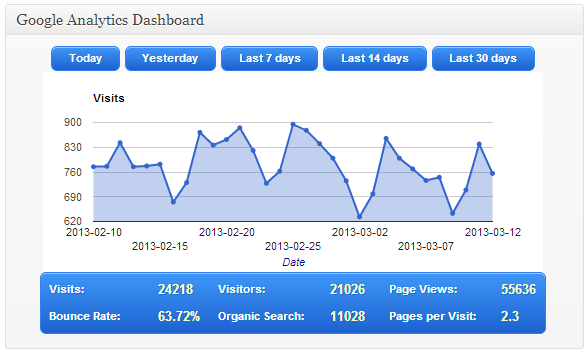 Google Analytics Dashboard
Today Yesterday Last 7 days Last 14 days Last 30 days
Visits
900
830
760
690
620
2013-02-10 2013-02-20 2013-03-02 2013-03-12
2013-02-15 2013-02-25 2013-03-07
Date
Visits: 24218 Visitors: 21026 Page Views: 55636
Bounce Rate: 63.72% Organic Search: 11028 Pages per Visit: 2.3